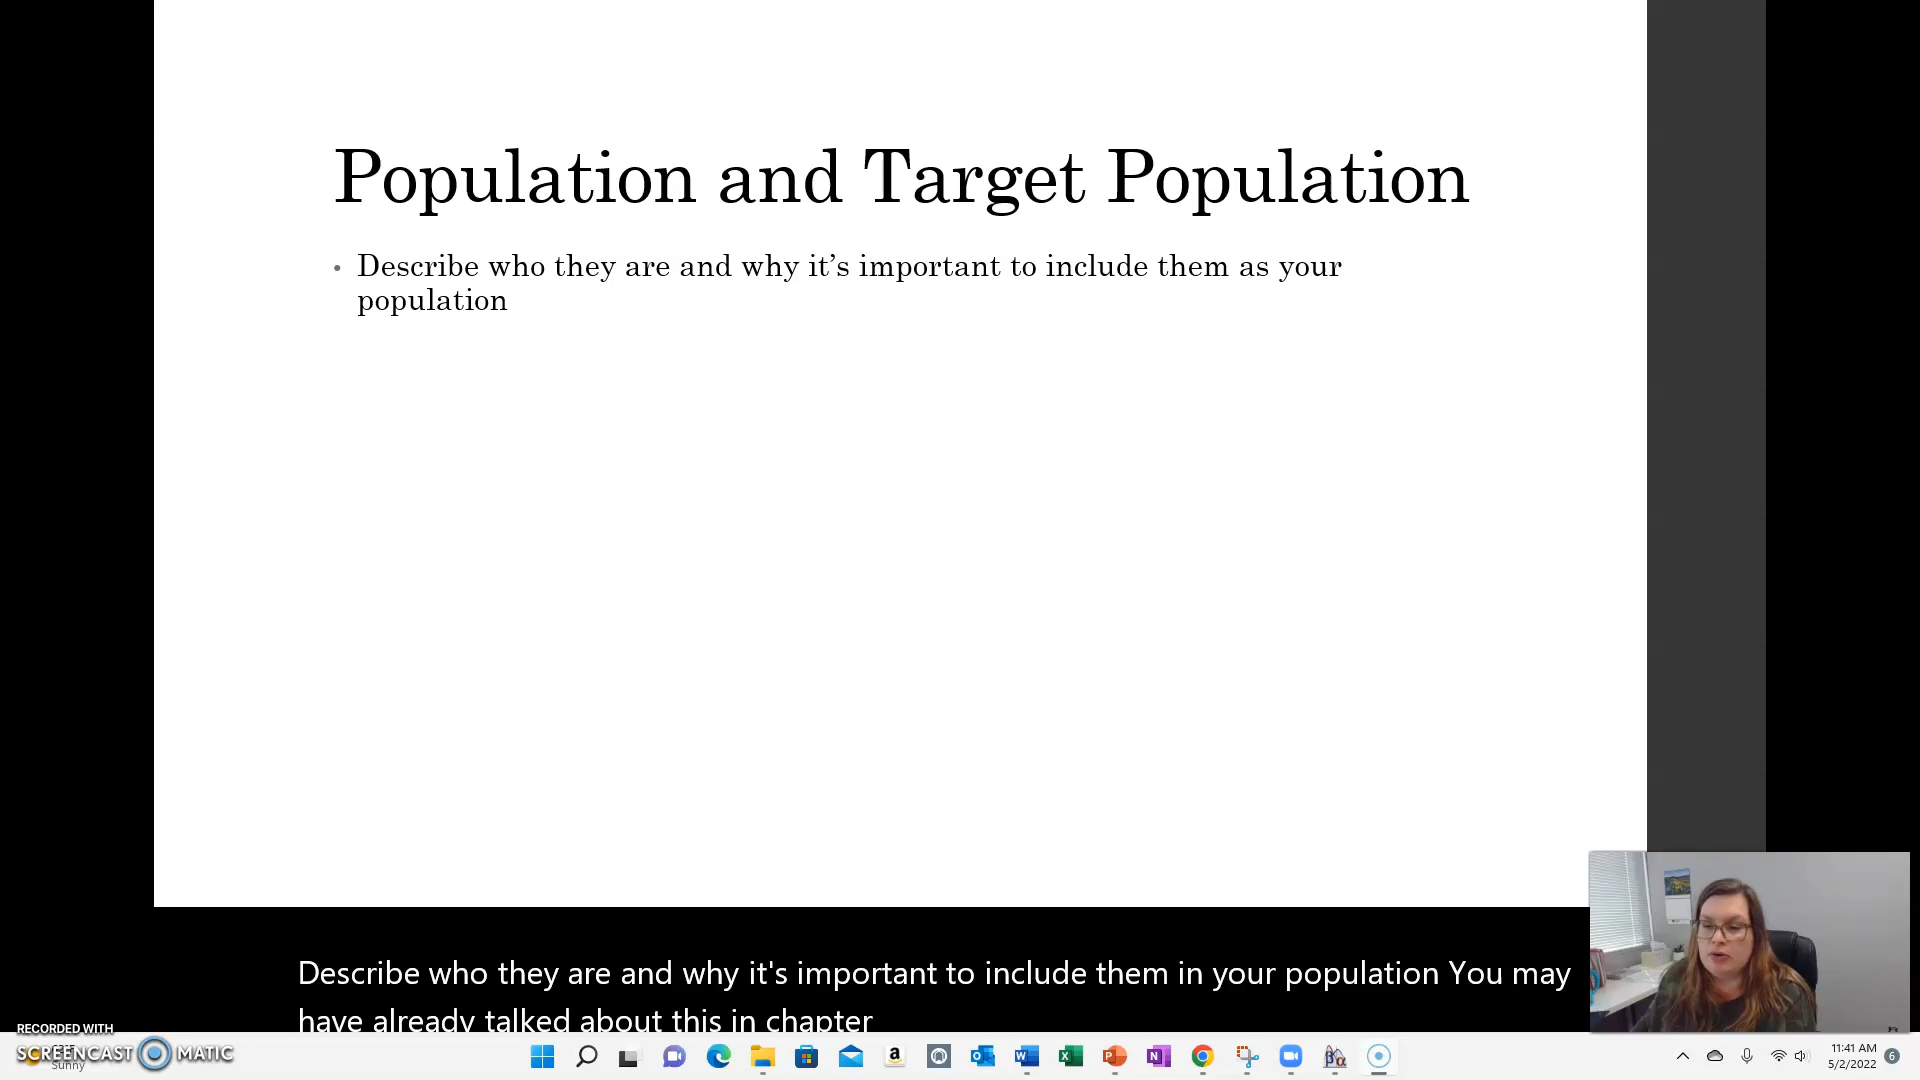 Population and Target Population
• Describe who they are and why it’s important to include them as your
population
Describe who they are and why it's important to include them in your population You may
have already talked about this in chapter
RECORDED WITH
SCREENCAST MATIC
Sunny
11:41 AM
5/2/2022
6